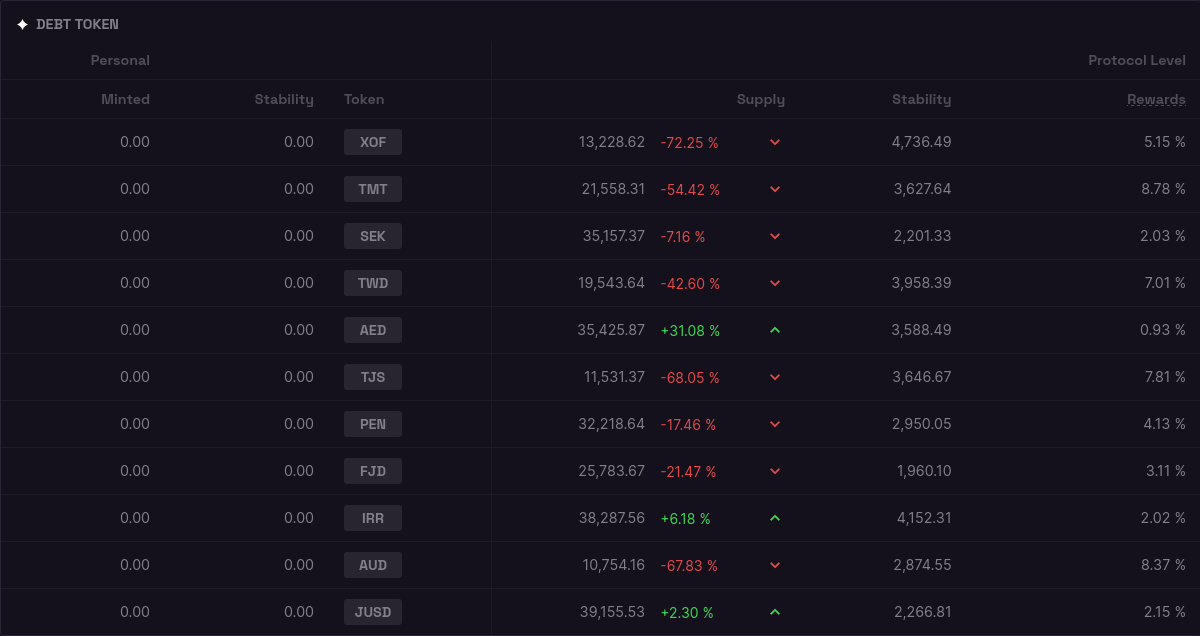 DEBT TOKEN
Personal Protocol Level
Minted Stability Token Supply Stability Rewards
0.00 0.00 XOF 13,228.62 -72.25 % 4,736.49 5.15 %
0.00 0.00 TMT 21,558.31 -54.42 % 3,627.64 8.78 %
0.00 0.00 SEK 35,157.37 -7.16 % 2,201.33 2.03 %
0.00 0.00 TWD 19,543.64 -42.60 % 3,958.39 7.01 %
0.00 0.00 AED 35,425.87 +31.08 % 3,588.49 0.93 %
0.00 0.00 TJS 11,531.37 -68.05 % 3,646.67 7.81 %
0.00 0.00 PEN 32,218.64 -17.46 % 2,950.05 4.13 %
0.00 0.00 FJD 25,783.67 -21.47 % 1,960.10 3.11 %
0.00 0.00 IRR 38,287.56 +6.18 % 4,152.31 2.02 %
0.00 0.00 AUD 10,754.16 -67.83 % 2,874.55 8.37 %
0.00 0.00 JUSD 39,155.53 +2.30 % 2,266.81 2.15 %